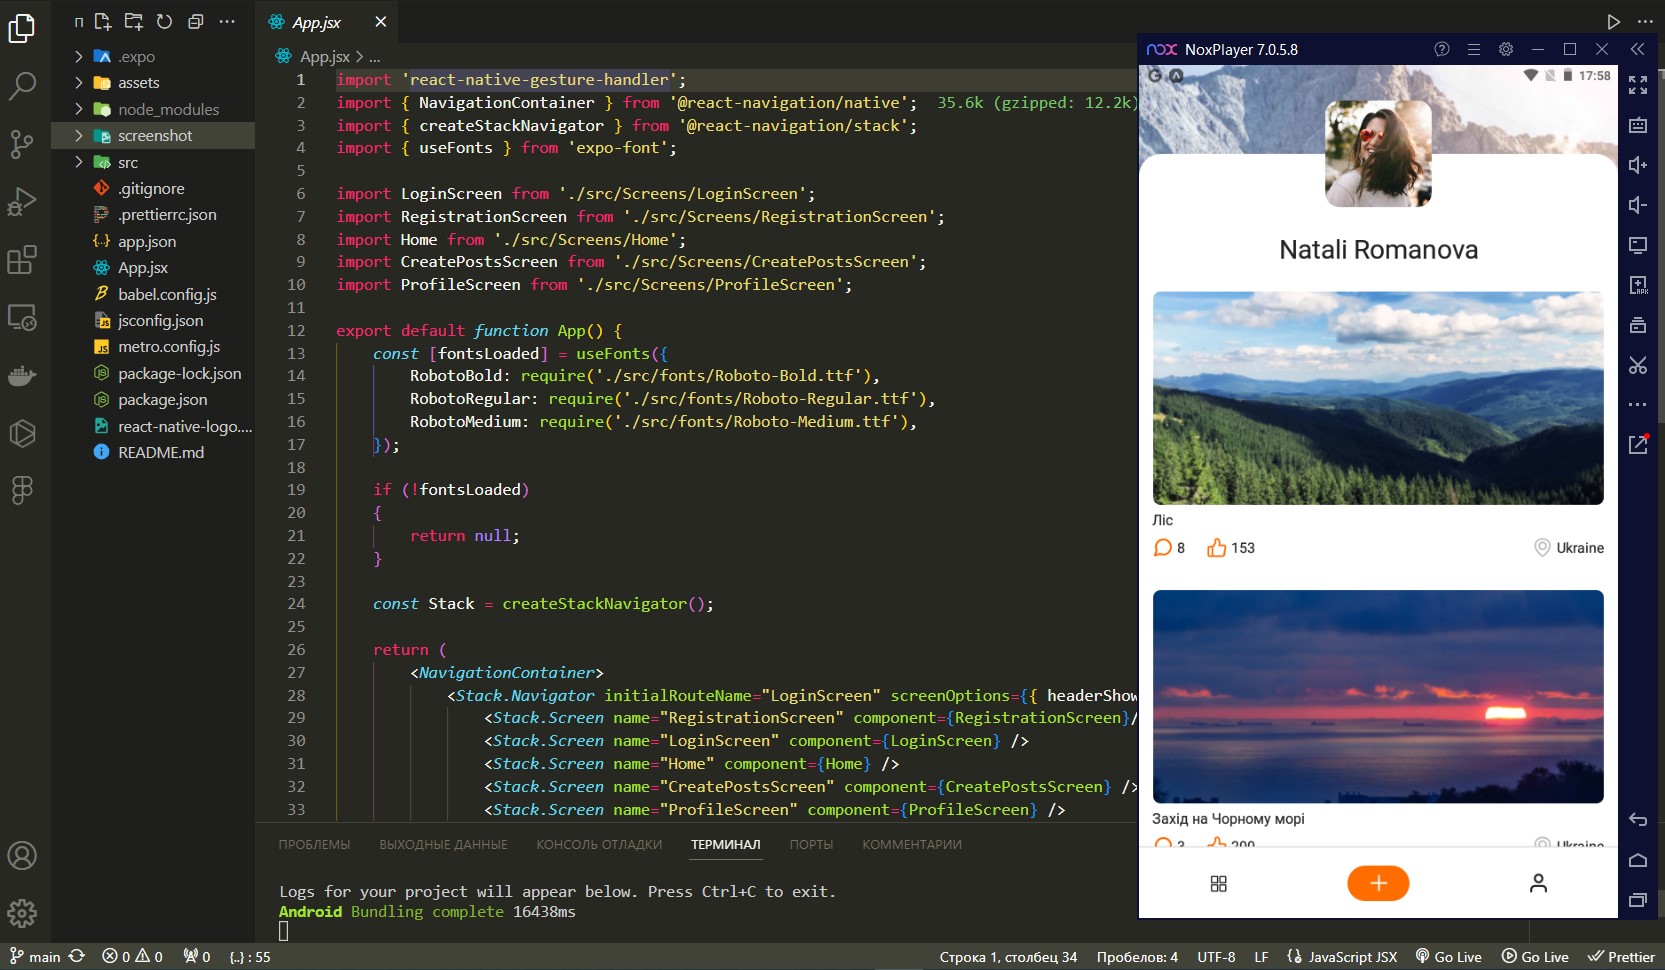 App.jsx
App.jsx > ...
.expo
assets
node_modules
screenshot
src
.gitignore
.prettierrc.json
app.json
App.jsx
babel.config.js
jsconfig.json
metro.config.js
package-lock.json
package.json
react-native-logo....
README.md
1 import 'react-native-gesture-handler';
2 import { NavigationContainer } from '@react-navigation/native'; 35.6k (gzipped: 12.2k)
3 import { createStackNavigator } from '@react-navigation/stack';
4 import { useFonts } from 'expo-font';
5
6 import LoginScreen from './src/Screens/LoginScreen';
7 import RegistrationScreen from './src/Screens/RegistrationScreen';
8 import Home from './src/Screens/Home';
9 import CreatePostsScreen from './src/Screens/CreatePostsScreen';
10 import ProfileScreen from './src/Screens/ProfileScreen';
11
12 export default function App() {
13 const [fontsLoaded] = useFonts({
14 RobotoBold: require('./src/fonts/Roboto-Bold.ttf'),
15 RobotoRegular: require('./src/fonts/Roboto-Regular.ttf'),
16 RobotoMedium: require('./src/fonts/Roboto-Medium.ttf'),
17 });
18
19 if (!fontsLoaded)
20 {
21 return null;
22 }
23
24 const Stack = createStackNavigator();
25
26 return (
27 <NavigationContainer>
28 <Stack.Navigator initialRouteName="LoginScreen" screenOptions={{ headerShow
29 <Stack.Screen name="RegistrationScreen" component={RegistrationScreen}/
30 <Stack.Screen name="LoginScreen" component={LoginScreen} />
31 <Stack.Screen name="Home" component={Home} />
32 <Stack.Screen name="CreatePostsScreen" component={CreatePostsScreen} />
33 <Stack.Screen name="ProfileScreen" component={ProfileScreen} />
ПРОБЛЕМЫ ВЫХОДНЫЕ ДАННЫЕ КОНСОЛЬ ОТЛАДКИ ТЕРМИНАЛ ПОРТЫ КОММЕНТАРИИ
Logs for your project will appear below. Press Ctrl+C to exit.
Android Bundling complete 16438ms
nox NoxPlayer 7.0.5.8
17:58
Natali Romanova
Ліс
8 153 Ukraine
Захід на Чорному морі
3 200 Ukraine
APK
main 0 0 0 {..} : 55 Строка 1, столбец 34 Пробелов: 4 UTF-8 LF JavaScript JSX Go Live Go Live Prettier